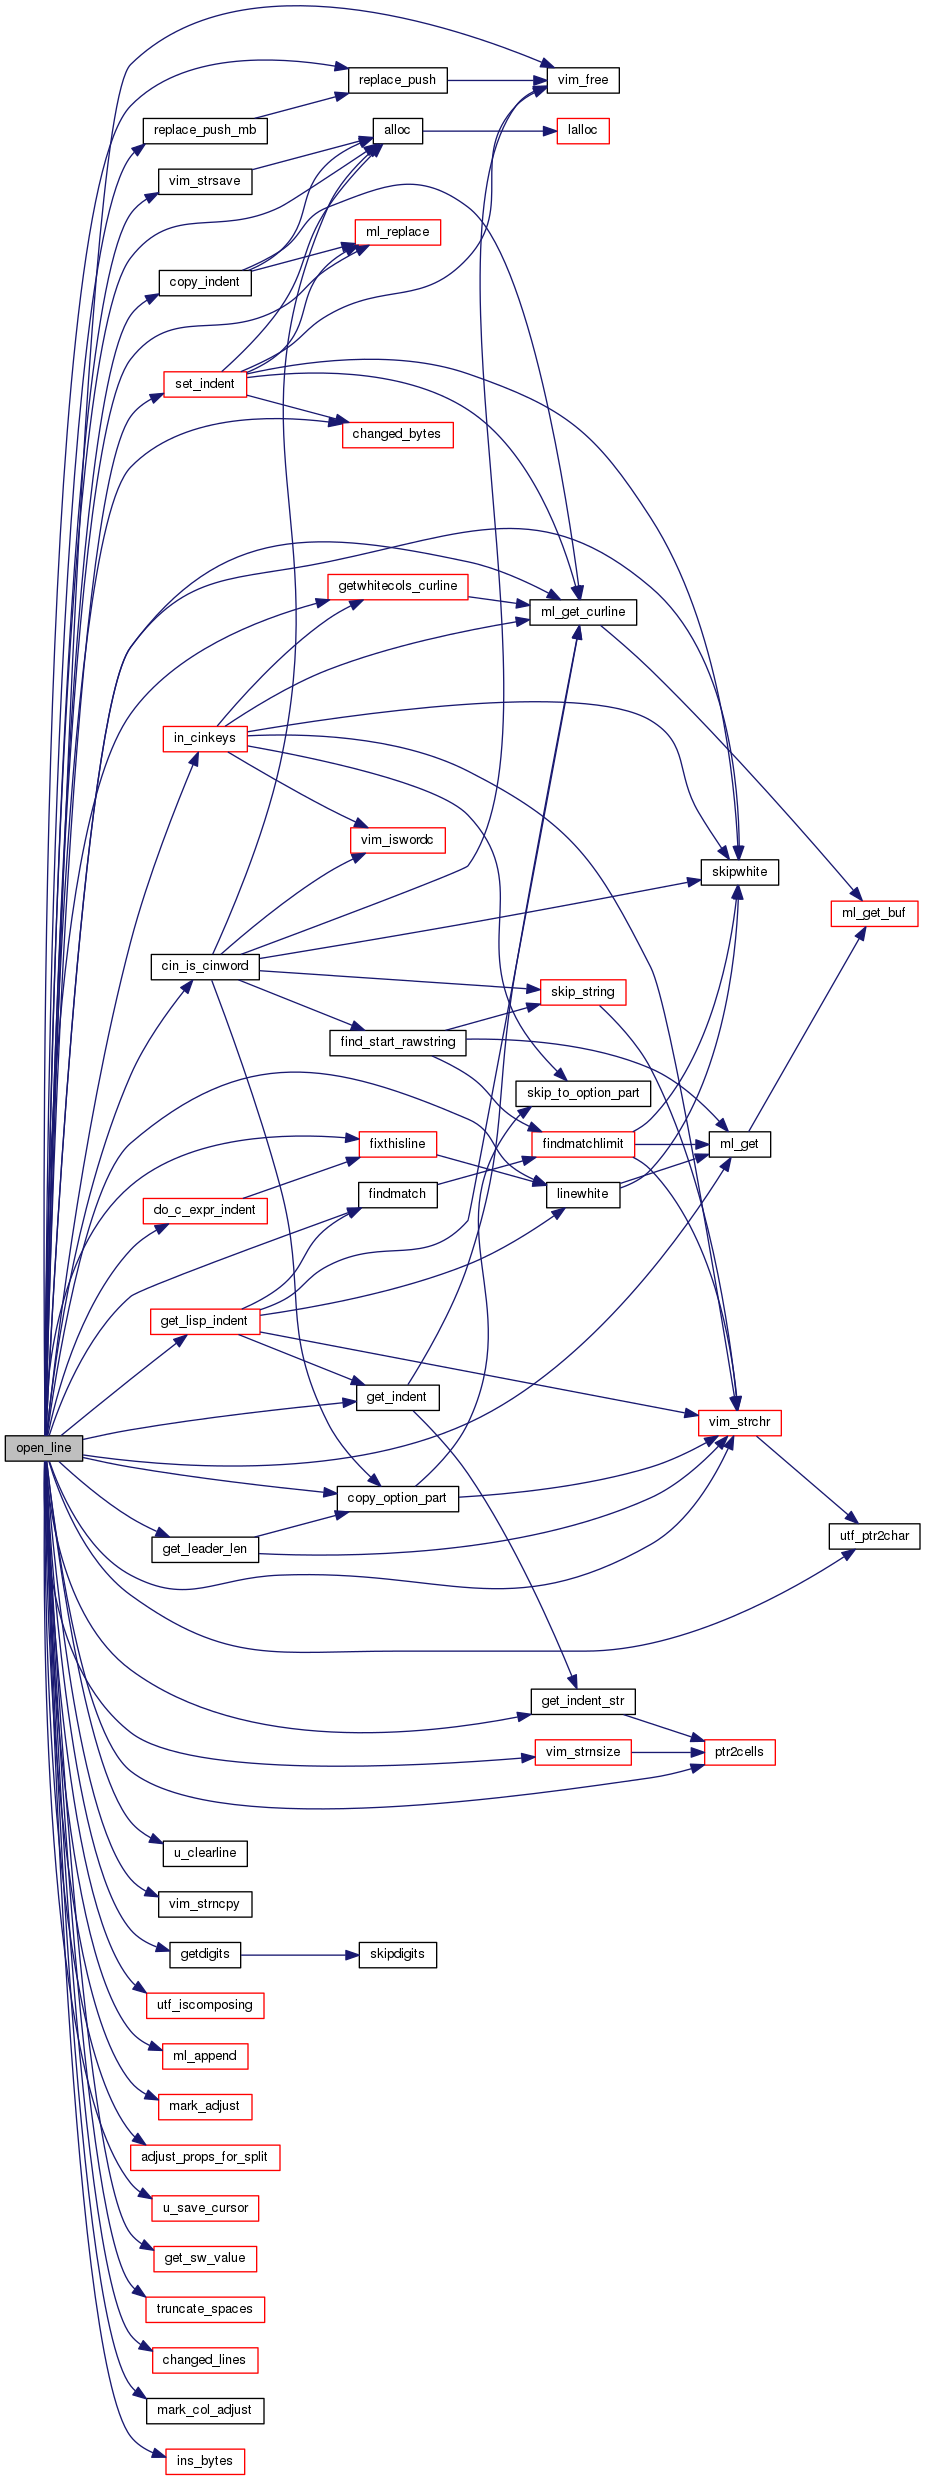 replace_push
vim_free
replace_push_mb
alloc
lalloc
vim_strsave
ml_replace
copy_indent
set_indent
changed_bytes
getwhitecols_curline
ml_get_curline
in_cinkeys
vim_iswordc
skipwhite
ml_get_buf
cin_is_cinword
skip_string
find_start_rawstring
skip_to_option_part
fixthisline
findmatchlimit
ml_get
findmatch
linewhite
do_c_expr_indent
get_lisp_indent
get_indent
vim_strchr
open_line
copy_option_part
utf_ptr2char
get_leader_len
get_indent_str
vim_strnsize
ptr2cells
u_clearline
vim_strncpy
getdigits
skipdigits
utf_iscomposing
ml_append
mark_adjust
adjust_props_for_split
u_save_cursor
get_sw_value
truncate_spaces
changed_lines
mark_col_adjust
ins_bytes